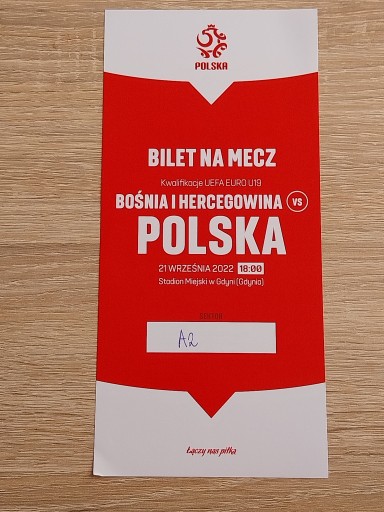 POLSKA
BILET NA MECZ
Kwalifikacje UEFA EURO U19
BOŚNIA I HERCEGOWINA VS
POLSKA
21 WRZEŚNIA 2022 18:00
Stadion Miejski w Gdyni (Gdynia)
SEKTOR
A2
Łączy nas piłka